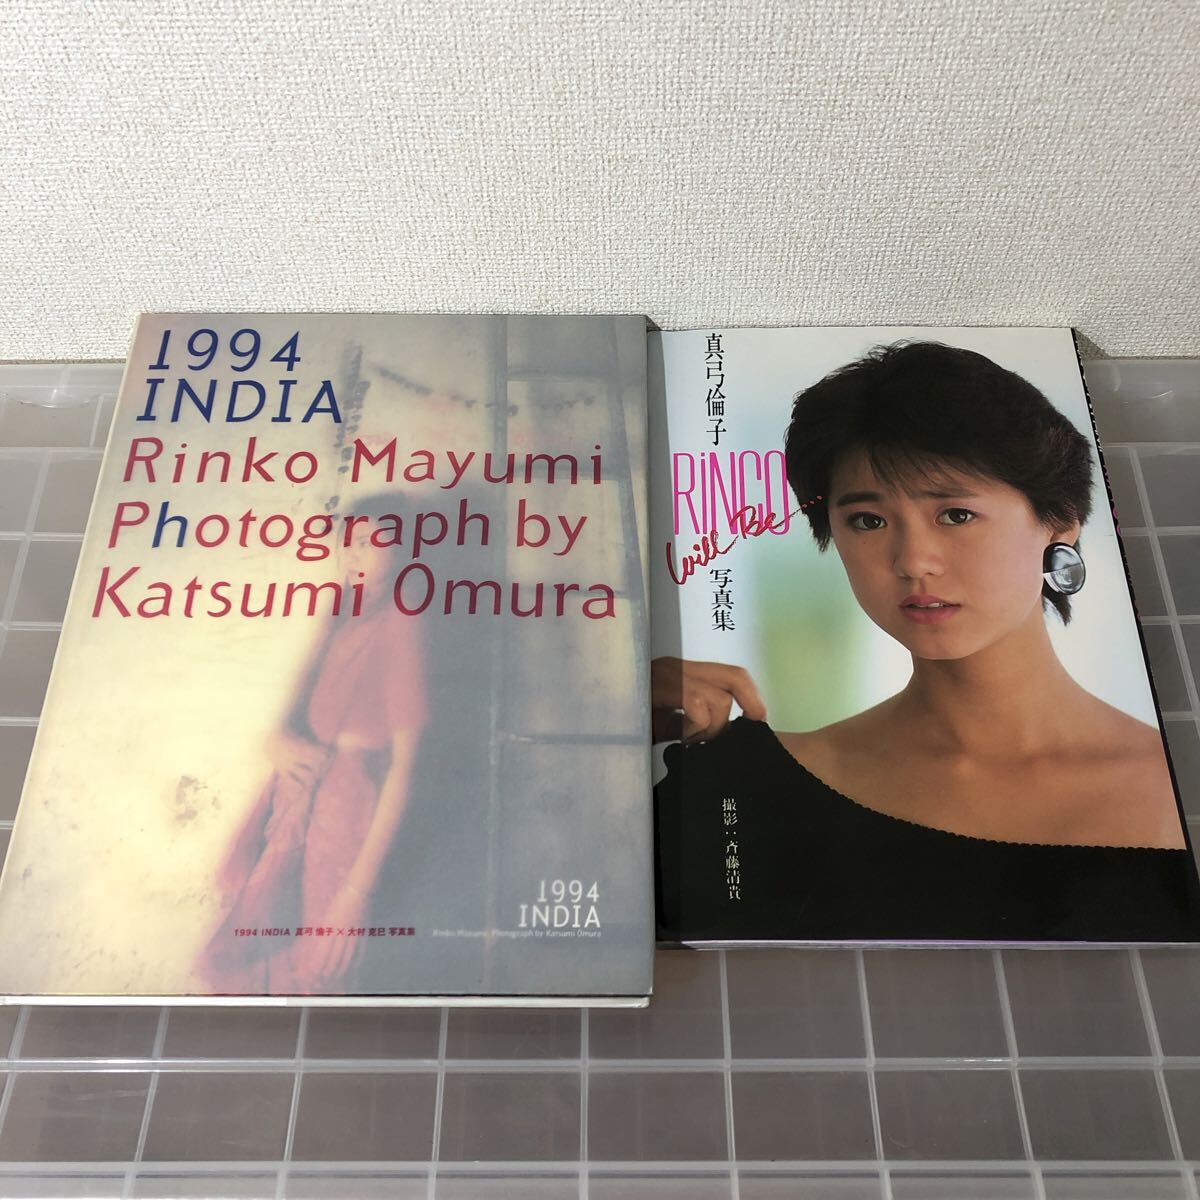 1994
INDIA
Rinko Mayumi
Photograph by
Katsumi Omura
1994
INDIA
1994 INDIA 真弓 倫子 × 大村 克巳 写真集
Rinko Mayumi Photograph by Katsumi Omura
真弓倫子
RiNGO
Will Be....
写真集
撮影:斉藤清貴